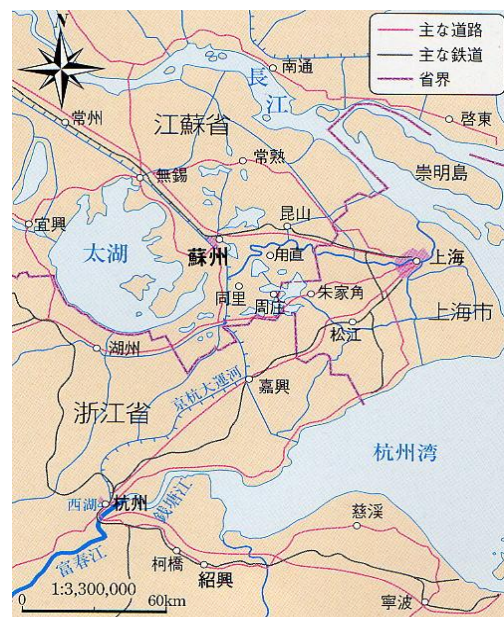 N
主な道路
主な鉄道
省界
長江
南通
啓東
常州
江蘇省
常熟
崇明島
無錫
宜興
昆山
太湖
蘇州
甪直
上海
同里
周庄
朱家角
上海市
松江
湖州
嘉興
京杭大運河
浙江省
杭州湾
西湖
杭州
銭塘江
慈渓
富春江
柯橋
紹興
寧波
1:3,300,000
0
60km